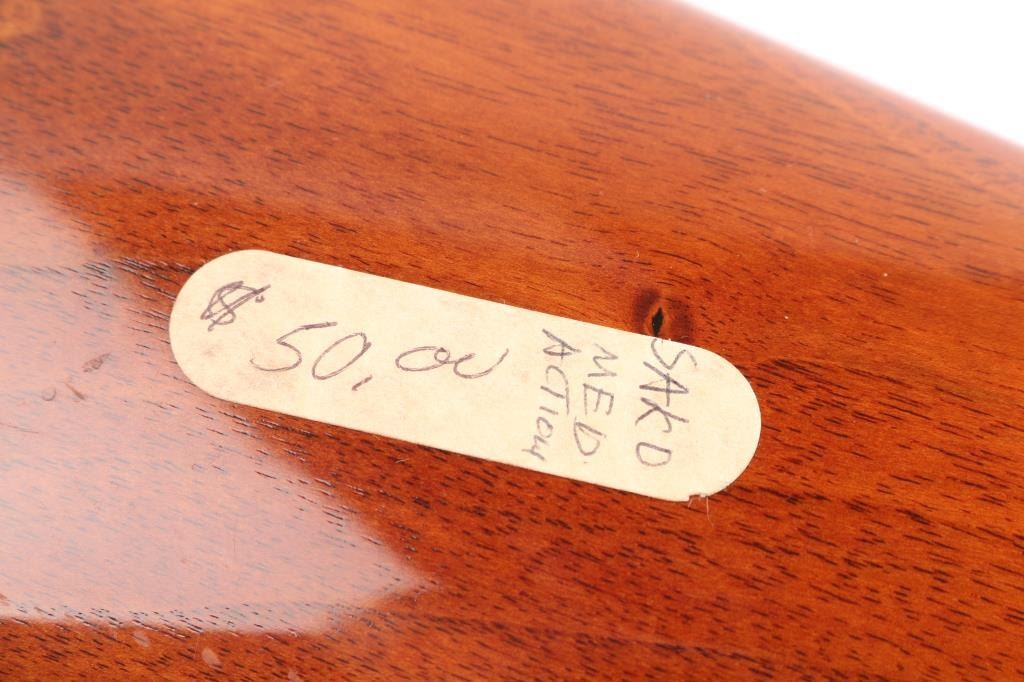 $ 50.00
SAKO
MED
ACTION